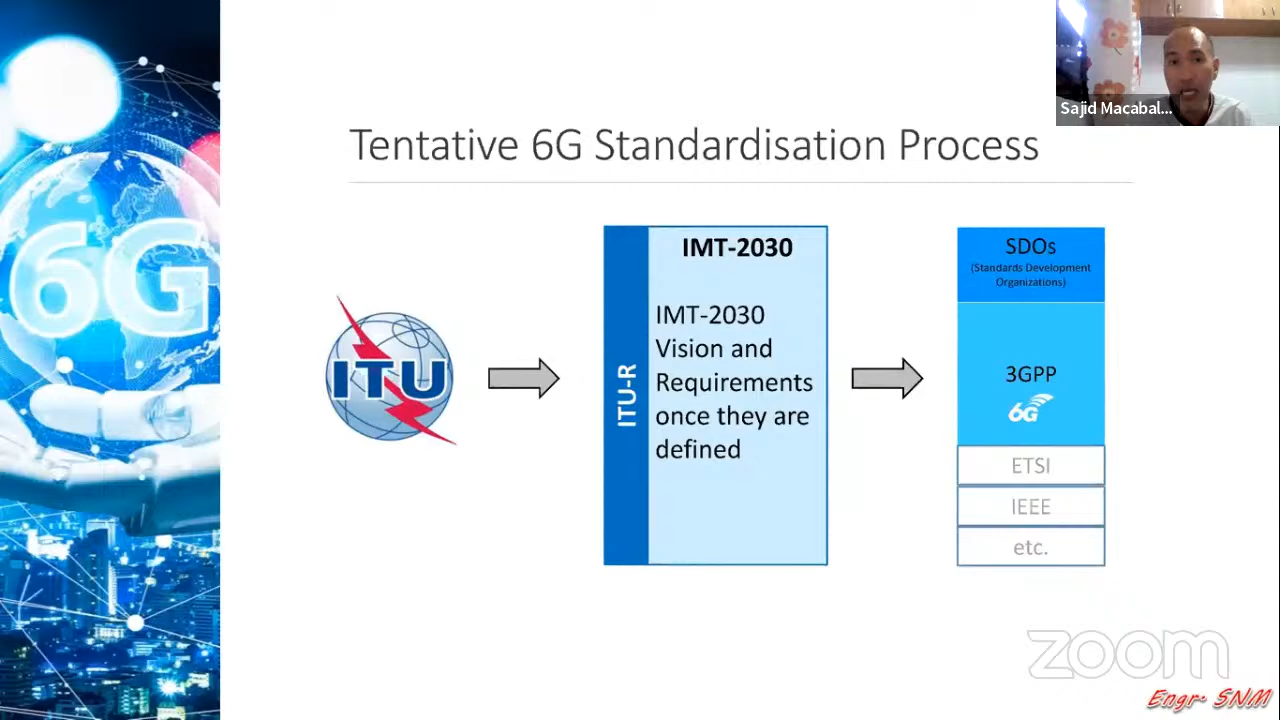 Sajid Macabal...
6G
Tentative 6G Standardisation Process
ITU
ITU-R
IMT-2030
IMT-2030
Vision and
Requirements
once they are
defined
SDOs
(Standards Development
Organizations)
3GPP
6G
ETSI
IEEE
etc.
zoom
Engr. SNM